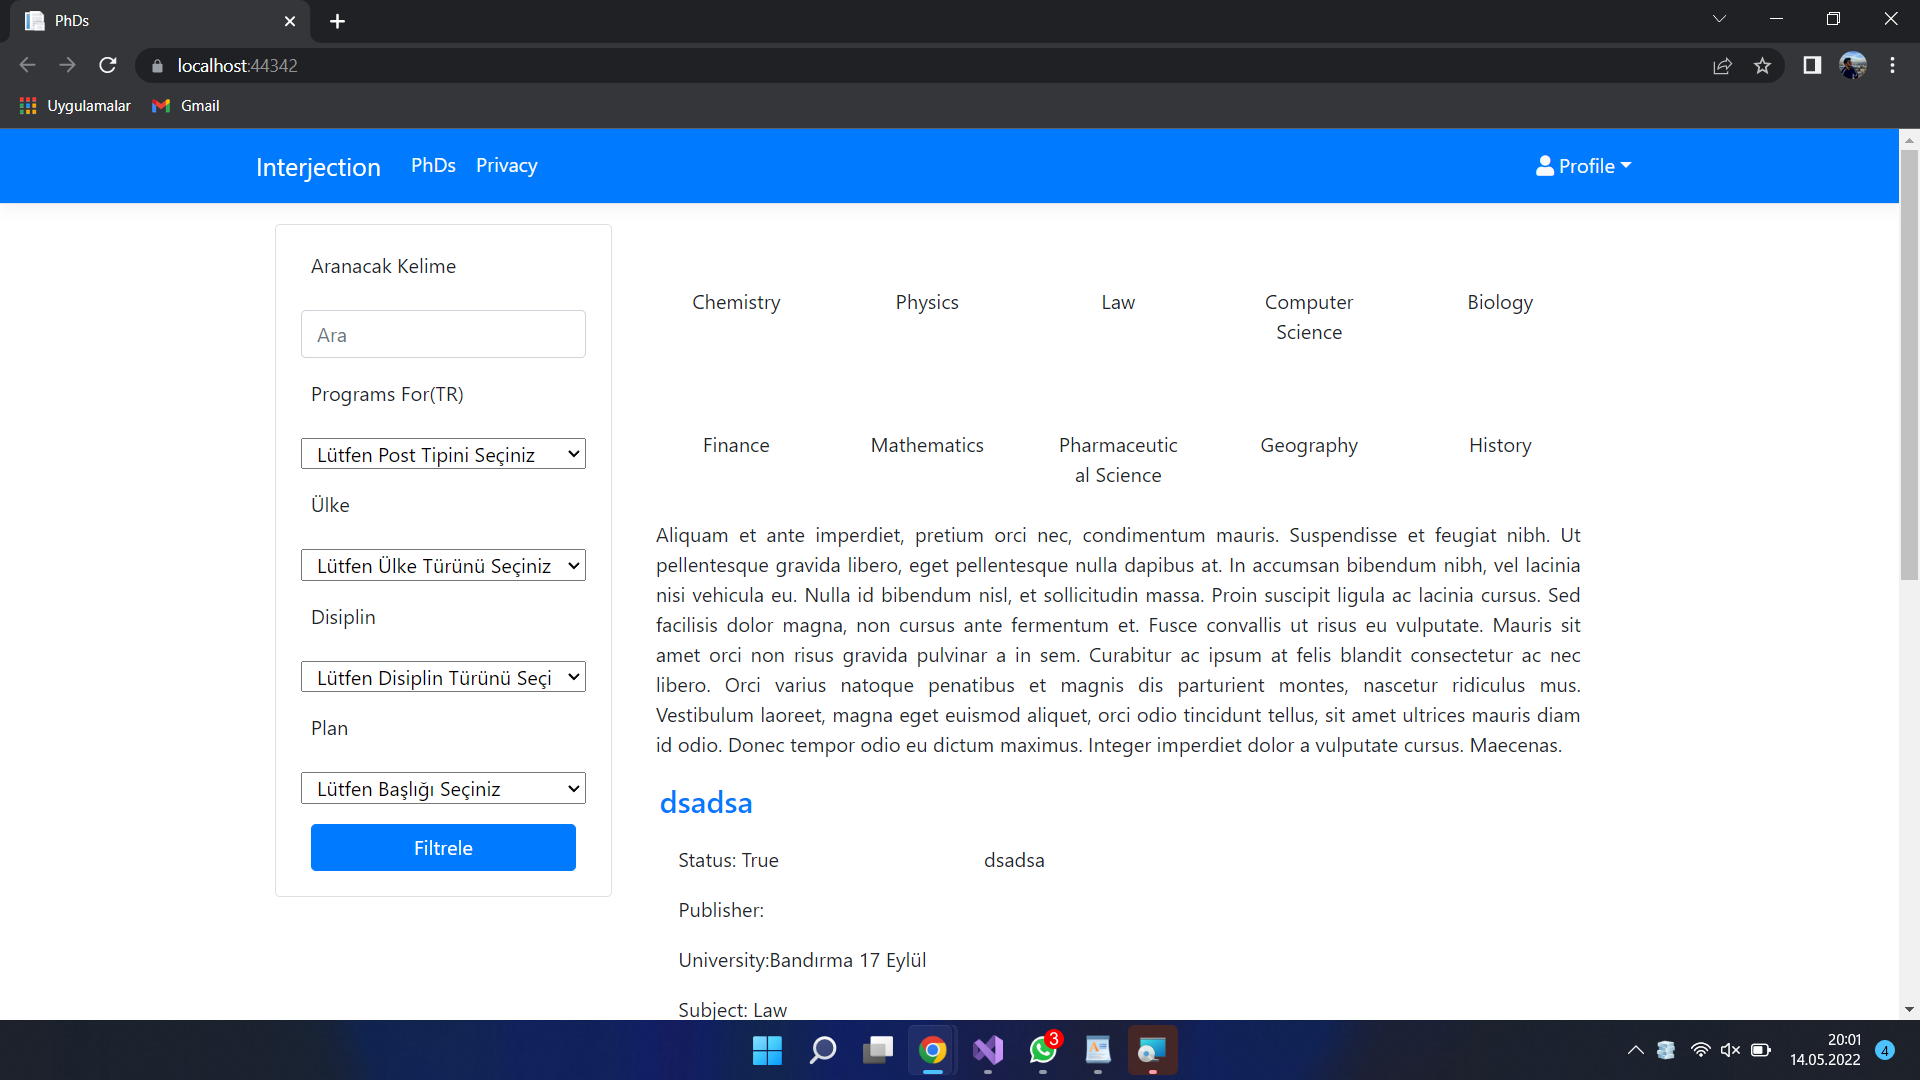 PhDs
localhost:44342
Uygulamalar
Gmail
Interjection
PhDs
Privacy
Profile
Aranacak Kelime
Ara
Programs For(TR)
Lütfen Post Tipini Seçiniz
Ülke
Lütfen Ülke Türünü Seçiniz
Disiplin
Lütfen Disiplin Türünü Seçi
Plan
Lütfen Başlığı Seçiniz
Filtrele
Chemistry
Physics
Law
Computer
Science
Biology
Finance
Mathematics
Pharmaceutic
al Science
Geography
History
Aliquam et ante imperdiet, pretium orci nec, condimentum mauris. Suspendisse et feugiat nibh. Ut
pellentesque gravida libero, eget pellentesque nulla dapibus at. In accumsan bibendum nibh, vel lacinia
nisi vehicula eu. Nulla id bibendum nisl, et sollicitudin massa. Proin suscipit ligula ac lacinia cursus. Sed
facilisis dolor magna, non cursus ante fermentum et. Fusce convallis ut risus eu vulputate. Mauris sit
amet orci non risus gravida pulvinar a in sem. Curabitur ac ipsum at felis blandit consectetur ac nec
libero. Orci varius natoque penatibus et magnis dis parturient montes, nascetur ridiculus mus.
Vestibulum laoreet, magna eget euismod aliquet, orci odio tincidunt tellus, sit amet ultrices mauris diam
id odio. Donec tempor odio eu dictum maximus. Integer imperdiet dolor a vulputate cursus. Maecenas.
dsadsa
Status: True
dsadsa
Publisher:
University:Bandırma 17 Eylül
Subject: Law
3
20:01
14.05.2022
4